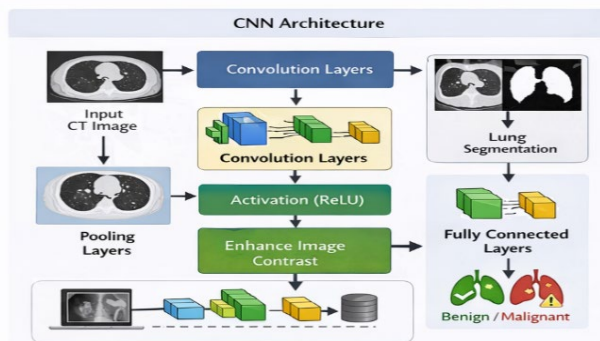 CNN Architecture
Convolution Layers
Input
CT Image
Convolution Layers
Lung
Segmentation
Activation (ReLU)
Pooling
Layers
Enhance Image
Contrast
Fully Connected
Layers
Benign / Malignant